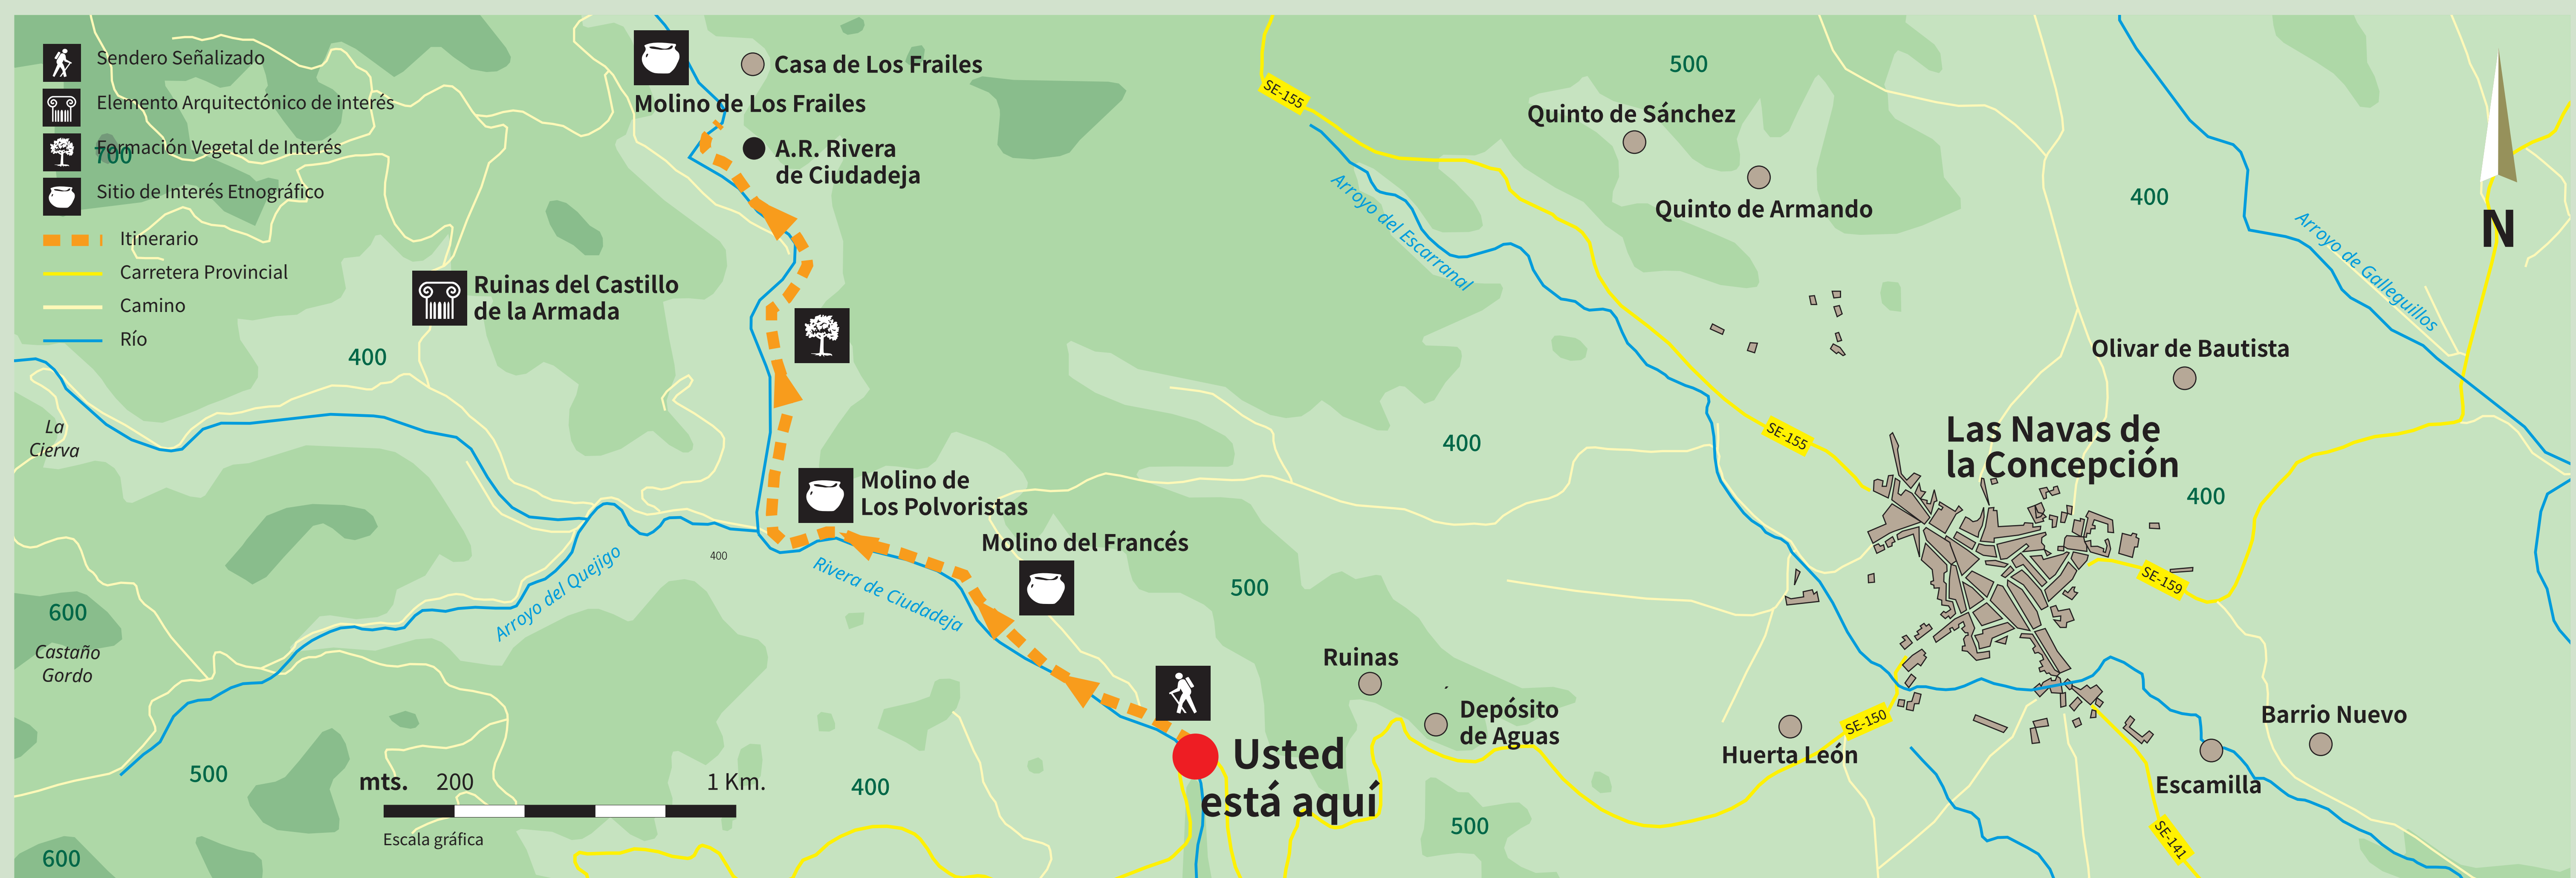 Sendero Señalizado
Elemento Arquitectónico de interés
Formación Vegetal de Interés
700
Sitio de Interés Etnográfico
Itinerario
Carretera Provincial
Camino
Río
Casa de Los Frailes
Molino de Los Frailes
A.R. Rivera
de Ciudadeja
Ruinas del Castillo
de la Armada
400
La
Cierva
Molino de
Los Polvoristas
Molino del Francés
400
Rivera de Ciudadeja
Arroyo del Quejigo
600
Castaño
Gordo
500
600
mts.
200
1 Km.
Escala gráfica
400
Usted
está aquí
500
Ruinas
Depósito
de Aguas
500
SE-155
Arroyo del Escarranal
500
Quinto de Sánchez
Quinto de Armando
400
SE-155
400
Arroyo de Galleguillos
N
Olivar de Bautista
Las Navas de
la Concepción
400
SE-159
SE-150
Huerta León
Barrio Nuevo
Escamilla
SE-141